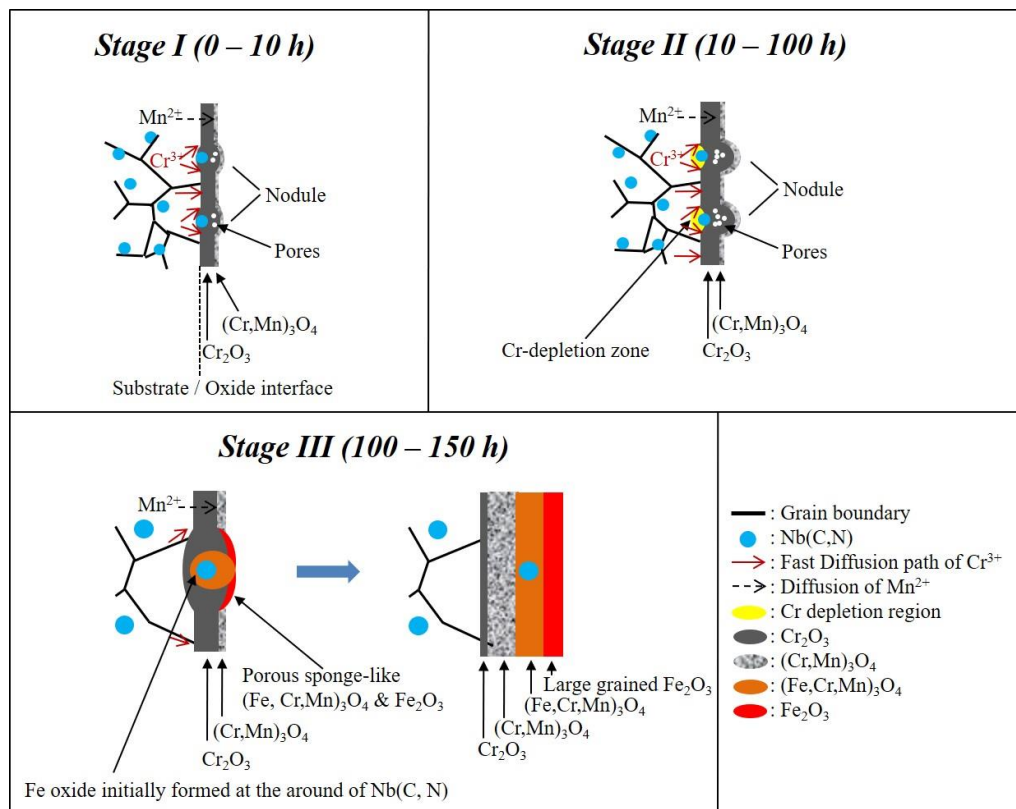 Stage I (0 – 10 h)
Mn²⁺
Cr³⁺
Nodule
Pores
(Cr,Mn)₃O₄
Cr₂O₃
Substrate / Oxide interface
Stage II (10 – 100 h)
Mn²⁺
Cr³⁺
Nodule
Pores
(Cr,Mn)₃O₄
Cr-depletion zone
Cr₂O₃
Stage III (100 – 150 h)
Mn²⁺
Porous sponge-like
(Fe, Cr,Mn)₃O₄ & Fe₂O₃
(Cr,Mn)₃O₄
Cr₂O₃
Fe oxide initially formed at the around of Nb(C, N)
Large grained Fe₂O₃
(Fe,Cr,Mn)₃O₄
(Cr,Mn)₃O₄
Cr₂O₃
: Grain boundary
: Nb(C,N)
: Fast Diffusion path of Cr³⁺
: Diffusion of Mn²⁺
: Cr depletion region
: Cr₂O₃
: (Cr,Mn)₃O₄
: (Fe,Cr,Mn)₃O₄
: Fe₂O₃